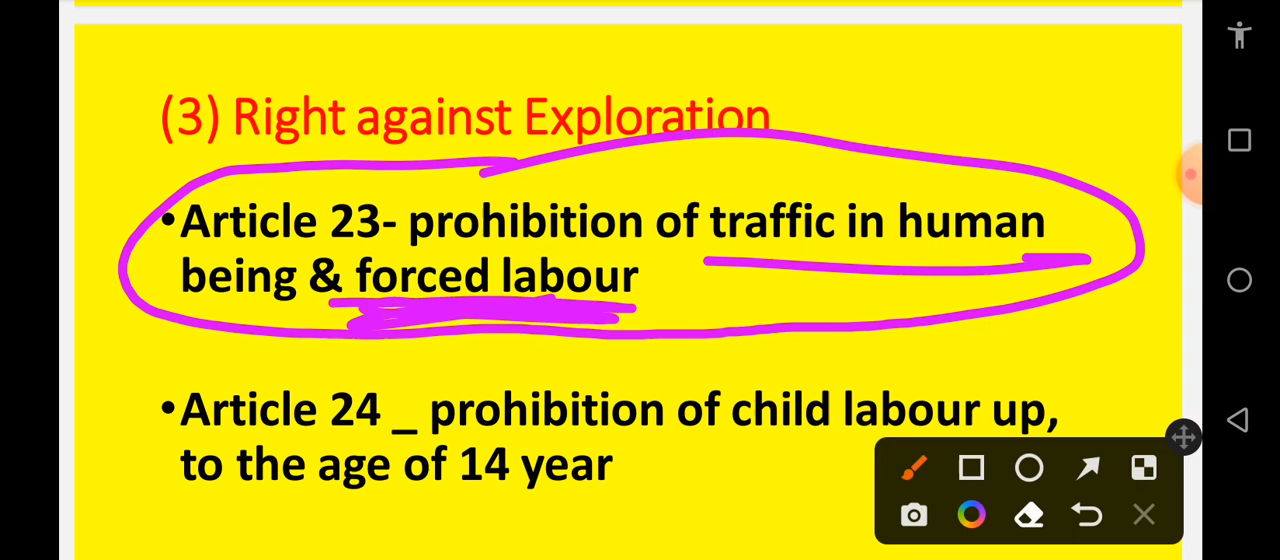 (3) Right against Exploration
•Article 23- prohibition of traffic in human
being & forced labour
•Article 24 _ prohibition of child labour up,
to the age of 14 year